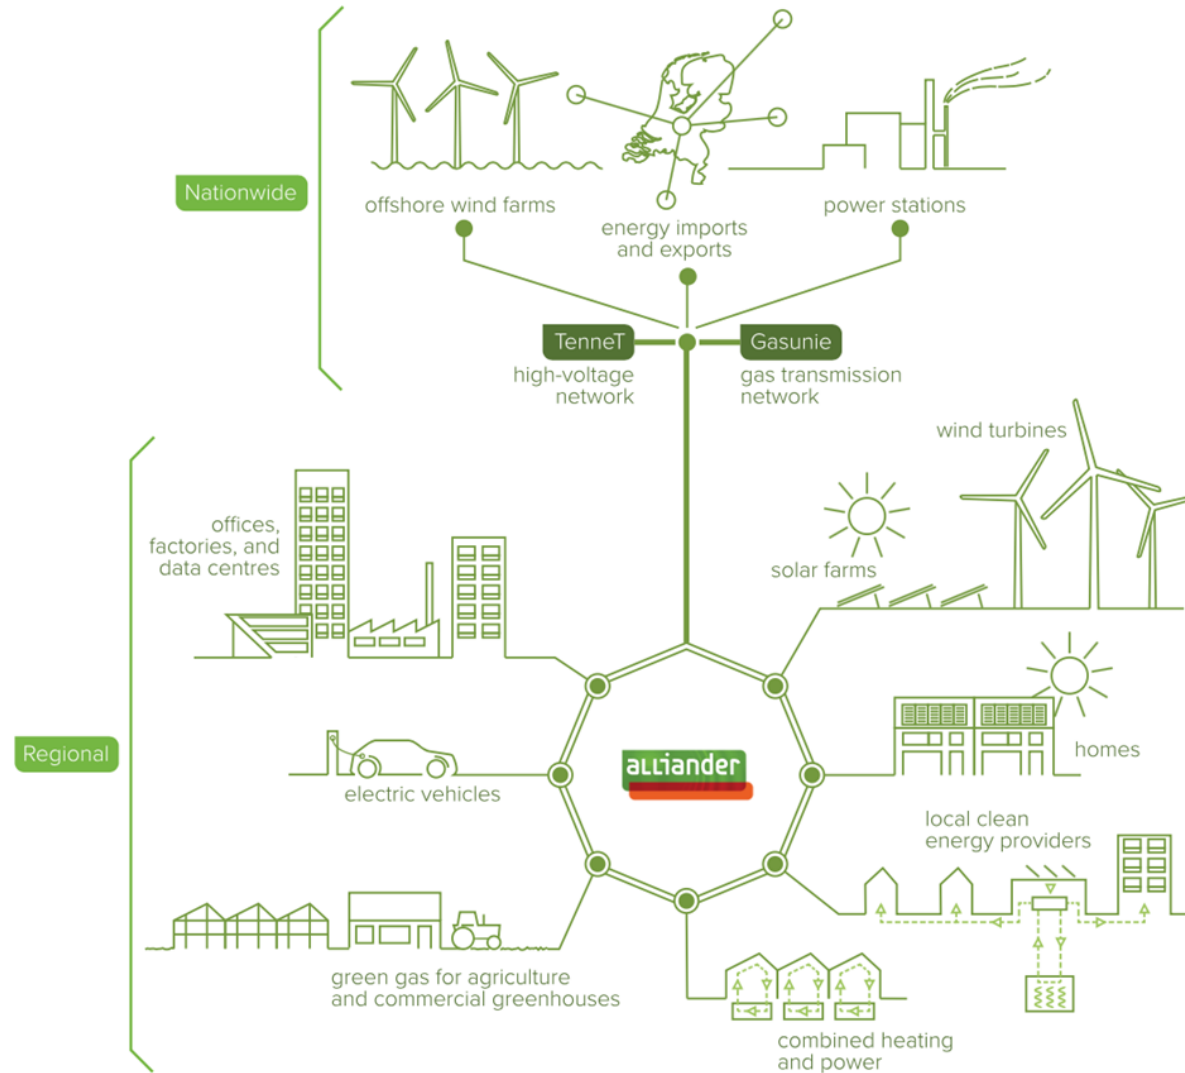 Nationwide
offshore wind farms
energy imports
and exports
power stations
TenneT
high-voltage
network
Gasunie
gas transmission
network
Regional
offices,
factories, and
data centres
wind turbines
solar farms
homes
electric vehicles
alliander
local clean
energy providers
green gas for agriculture
and commercial greenhouses
combined heating
and power